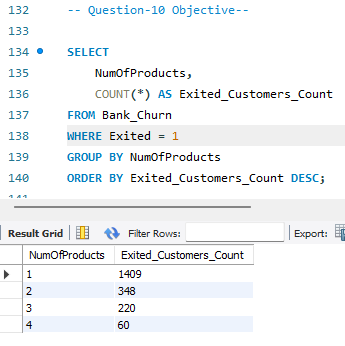 132 -- Question-10 Objective--
133
134 SELECT
135 NumOfProducts,
136 COUNT(*) AS Exited_Customers_Count
137 FROM Bank_Churn
138 WHERE Exited = 1
139 GROUP BY NumOfProducts
140 ORDER BY Exited_Customers_Count DESC;
141
Result Grid Filter Rows: Export:
NumOfProducts Exited_Customers_Count
1 1409
2 348
3 220
4 60